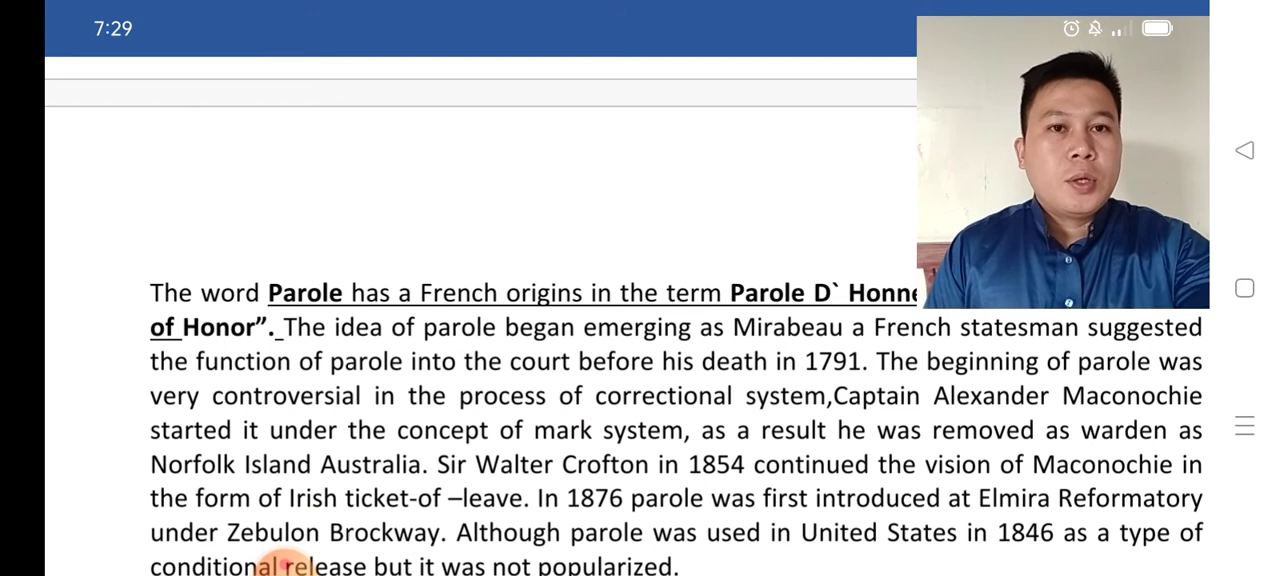 7:29
The word Parole has a French origins in the term Parole D` Honne
of Honor”. The idea of parole began emerging as Mirabeau a French statesman suggested
the function of parole into the court before his death in 1791. The beginning of parole was
very controversial in the process of correctional system,Captain Alexander Maconochie
started it under the concept of mark system, as a result he was removed as warden as
Norfolk Island Australia. Sir Walter Crofton in 1854 continued the vision of Maconochie in
the form of Irish ticket-of –leave. In 1876 parole was first introduced at Elmira Reformatory
under Zebulon Brockway. Although parole was used in United States in 1846 as a type of
conditional release but it was not popularized.